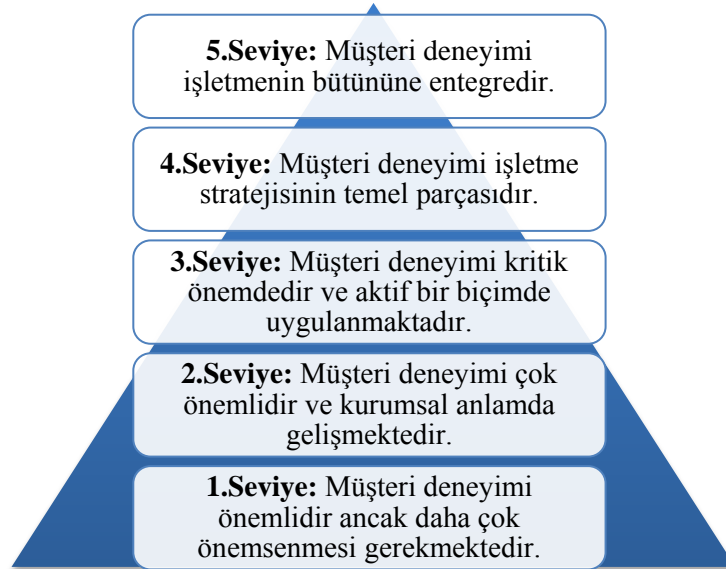 5.Seviye: Müşteri deneyimi
işletmenin bütününe entegredir.
4.Seviye: Müşteri deneyimi işletme
stratejisinin temel parçasıdır.
3.Seviye: Müşteri deneyimi kritik
önemdedir ve aktif bir biçimde
uygulanmaktadır.
2.Seviye: Müşteri deneyimi çok
önemlidir ve kurumsal anlamda
gelişmektedir.
1.Seviye: Müşteri deneyimi
önemlidir ancak daha çok
önemsenmesi gerekmektedir.